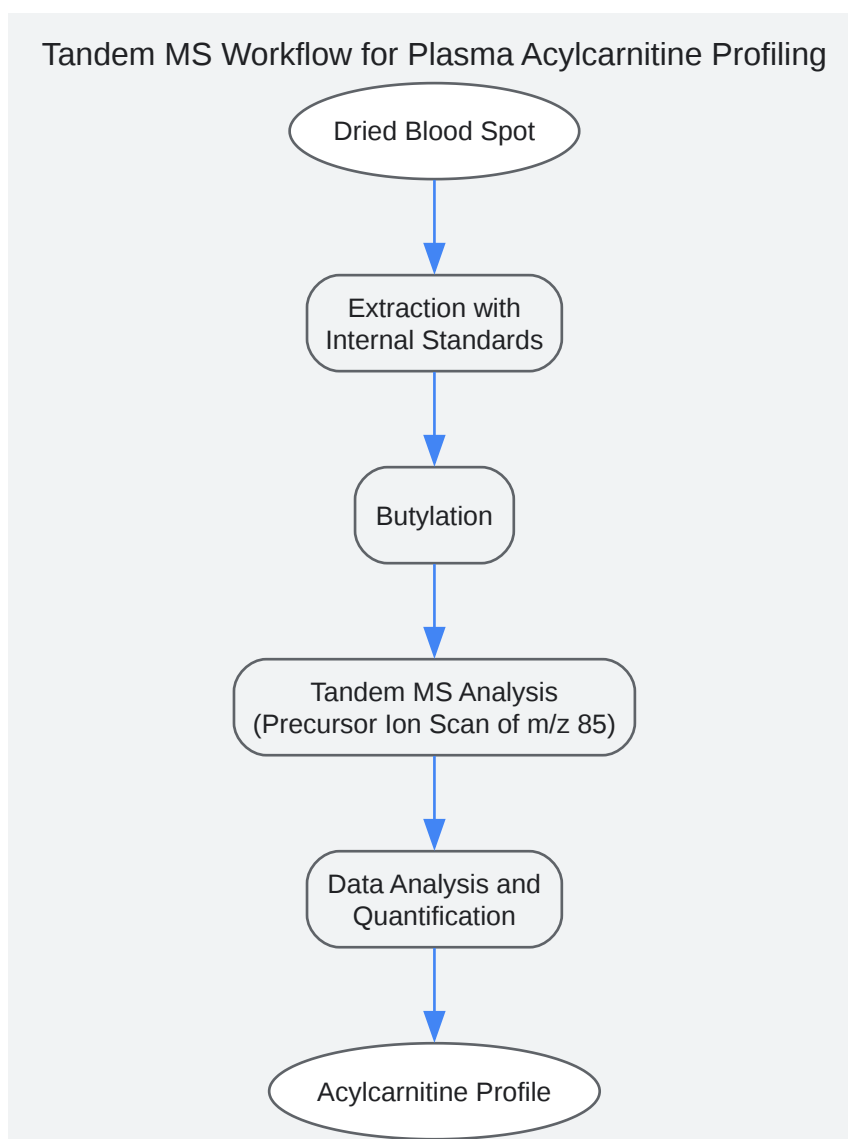 Tandem MS Workflow for Plasma Acylcarnitine Profiling
Dried Blood Spot
Extraction with
Internal Standards
Butylation
Tandem MS Analysis
(Precursor Ion Scan of m/z 85)
Data Analysis and
Quantification
Acylcarnitine Profile